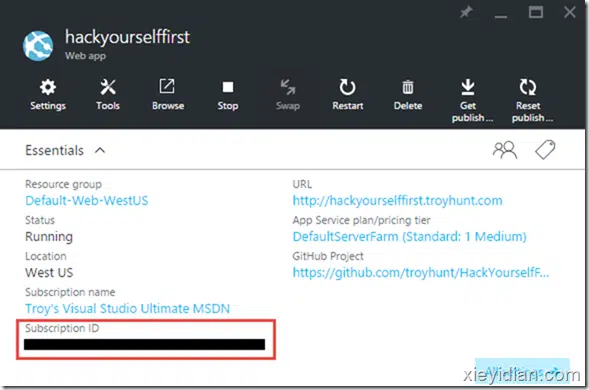 hackyourselffirst
Web app
Settings
Tools
Browse
Stop
Swap
Restart
Delete
Get
publish...
Reset
publish...
Essentials
Resource group
Default-Web-WestUS
Status
Running
Location
West US
Subscription name
Troy's Visual Studio Ultimate MSDN
Subscription ID
URL
http://hackyourselffirst.troyhunt.com
App Service plan/pricing tier
DefaultServerFarm (Standard: 1 Medium)
GitHub Project
https://github.com/troyhunt/HackYourselfF...
xieyidian.com